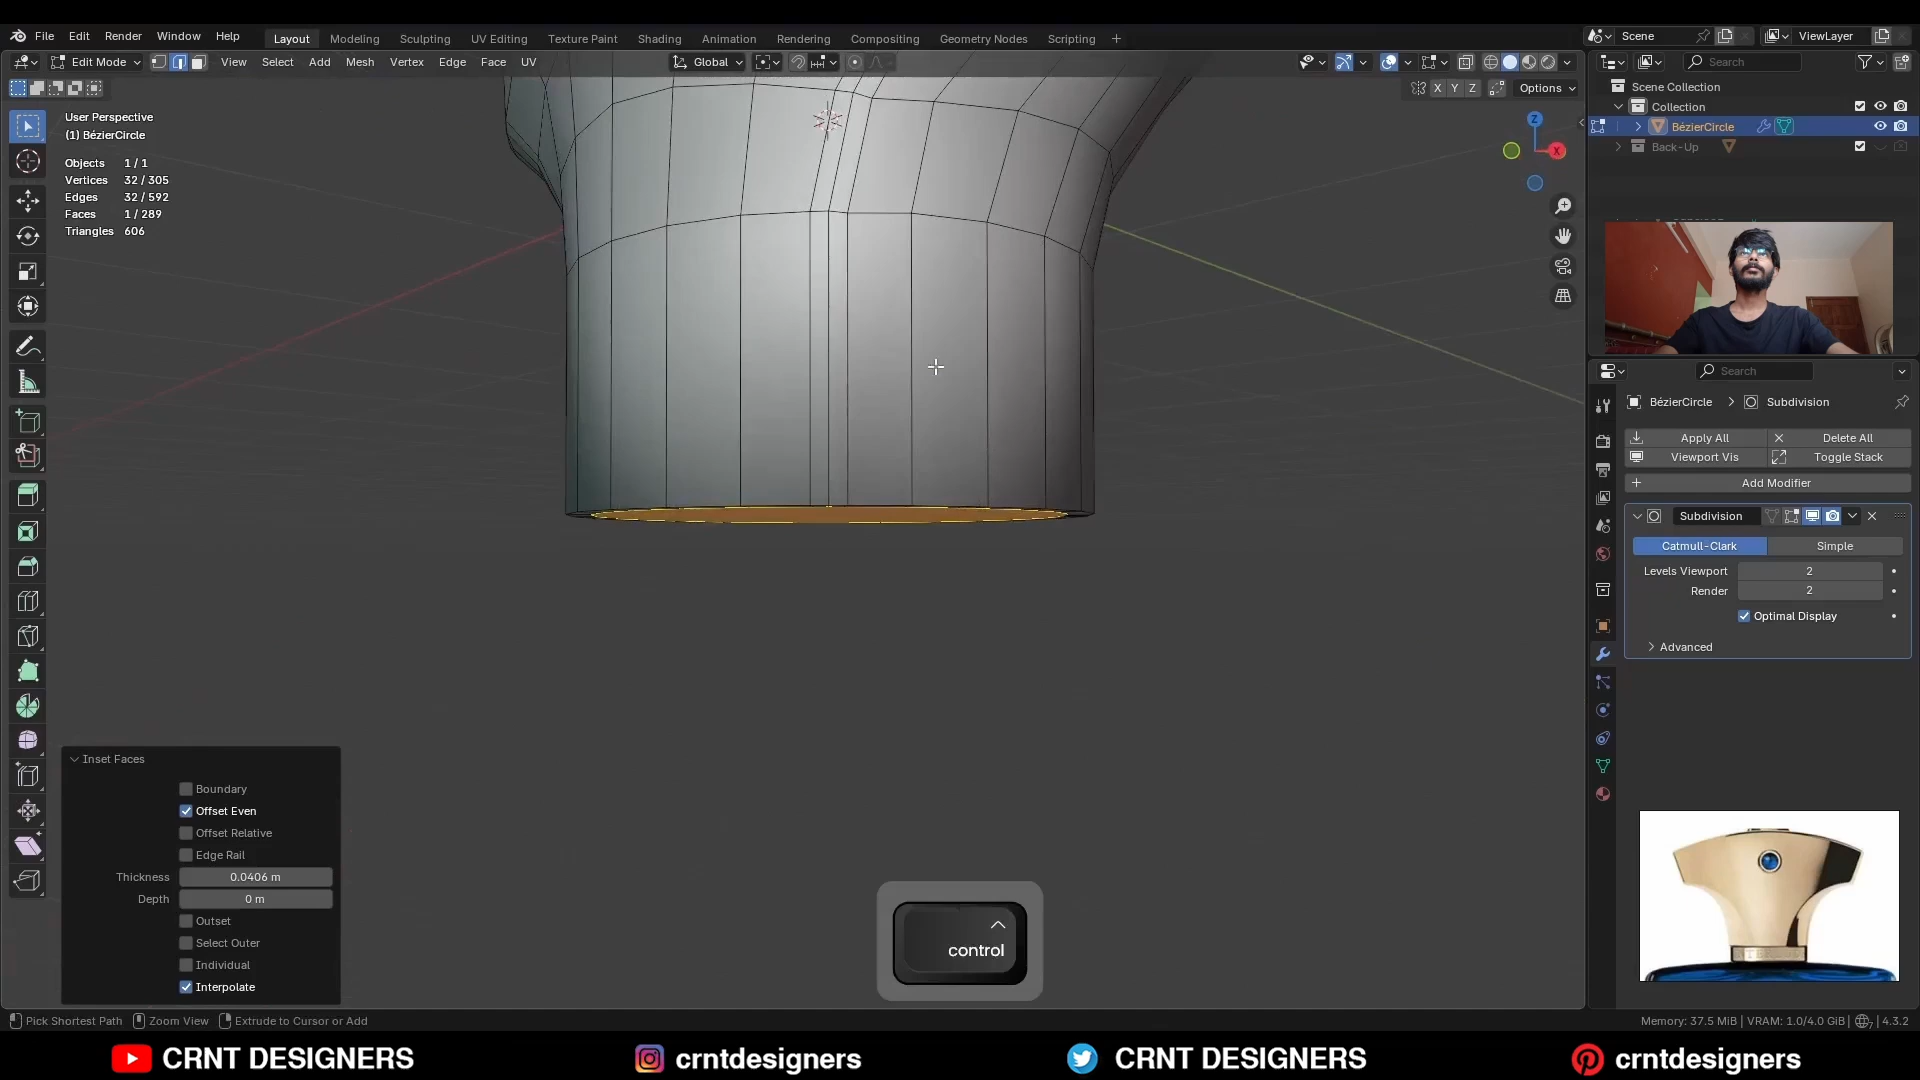 File Edit Render Window Help
Layout Modeling Sculpting UV Editing Texture Paint Shading Animation Rendering Compositing Geometry Nodes Scripting +
Scene ViewLayer
Edit Mode View Select Add Mesh Vertex Edge Face UV Global Search
X Y Z Options
User Perspective
(1) BézierCircle
Objects 1 / 1
Vertices 32 / 305
Edges 32 / 592
Faces 1 / 289
Triangles 606
Z
X
Scene Collection
Collection
BézierCircle
Back-Up
Search
BézierCircle > Subdivision
Apply All Delete All
Viewport Vis Toggle Stack
Add Modifier
Subdivision
Catmull-Clark Simple
Levels Viewport 2
Render 2
Optimal Display
Advanced
Inset Faces
Boundary
Offset Even
Offset Relative
Edge Rail
Thickness 0.0406 m
Depth 0 m
Outset
Select Outer
Individual
Interpolate
control
Pick Shortest Path Zoom View Extrude to Cursor or Add
Memory: 37.5 MiB | VRAM: 1.0/4.0 GiB | 7 | 4.3.2
CRNT DESIGNERS crntdesigners CRNT DESIGNERS crntdesigners